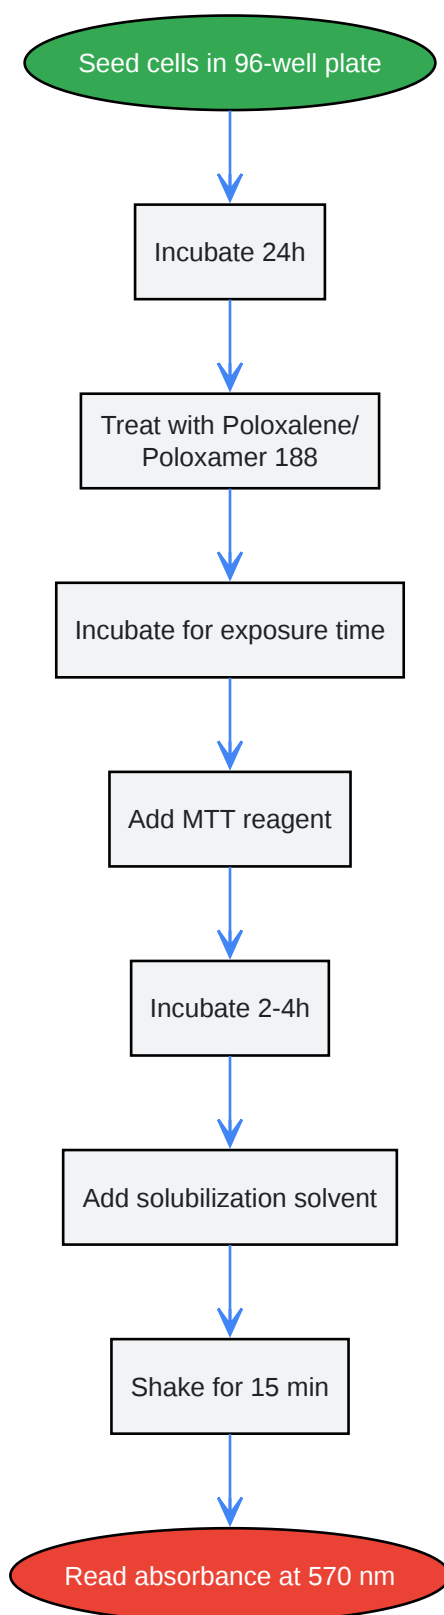 Seed cells in 96-well plate
Incubate 24h
Treat with Poloxalene/
Poloxamer 188
Incubate for exposure time
Add MTT reagent
Incubate 2-4h
Add solubilization solvent
Shake for 15 min
Read absorbance at 570 nm